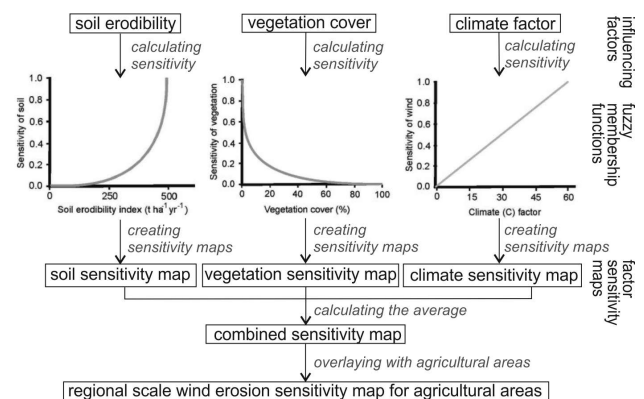 soil erodibility
vegetation cover
climate factor
influencing
factors
calculating
sensitivity
calculating
sensitivity
calculating
sensitivity
fuzzy
membership
functions
Sensitivity of soil
1.0
0.8
0.6
0.4
0.2
0.0
0
250
500
Soil erodibility index (t ha⁻¹ yr⁻¹)
Sensitivity of vegetation
1.0
0.8
0.6
0.4
0.2
0.0
0
20
40
60
80
100
Vegetation cover (%)
Sensitivity of wind
1.0
0.8
0.6
0.4
0.2
0.0
0
15
30
45
60
Climate (C) factor
creating
sensitivity maps
creating
sensitivity maps
creating
sensitivity maps
soil sensitivity map
vegetation sensitivity map
climate sensitivity map
factor
sensitivity
maps
calculating the average
combined sensitivity map
overlaying with agricultural areas
regional scale wind erosion sensitivity map for agricultural areas